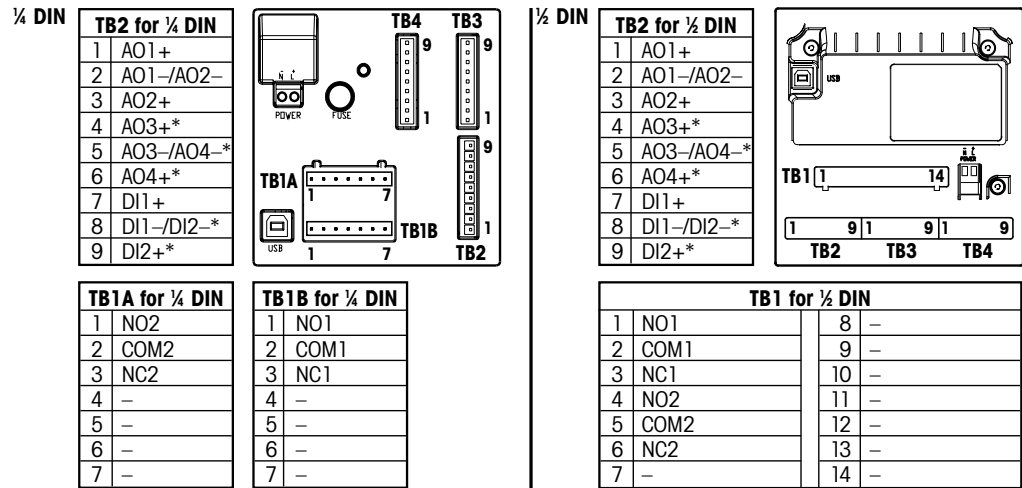 ¼ DIN
TB2 for ¼ DIN
1 AO1+
2 AO1–/AO2–
3 AO2+
4 AO3+*
5 AO3–/AO4–*
6 AO4+*
7 DI1+
8 DI1–/DI2–*
9 DI2+*
TB4 TB3
9 9
N̄ L⁺
POWER FUSE
1 1
9
TB1A
1 7
TB1B
USB
1 7
1
TB2
TB1A for ¼ DIN
1 NO2
2 COM2
3 NC2
4 –
5 –
6 –
7 –
TB1B for ¼ DIN
1 NO1
2 COM1
3 NC1
4 –
5 –
6 –
7 –
½ DIN
TB2 for ½ DIN
1 AO1+
2 AO1–/AO2–
3 AO2+
4 AO3+*
5 AO3–/AO4–*
6 AO4+*
7 DI1+
8 DI1–/DI2–*
9 DI2+*
USB
N̄ L⁺
POWER
TB1 1 14
1 9 1 9 1 9
TB2 TB3 TB4
TB1 for ½ DIN
1 NO1 8 –
2 COM1 9 –
3 NC1 10 –
4 NO2 11 –
5 COM2 12 –
6 NC2 13 –
7 – 14 –